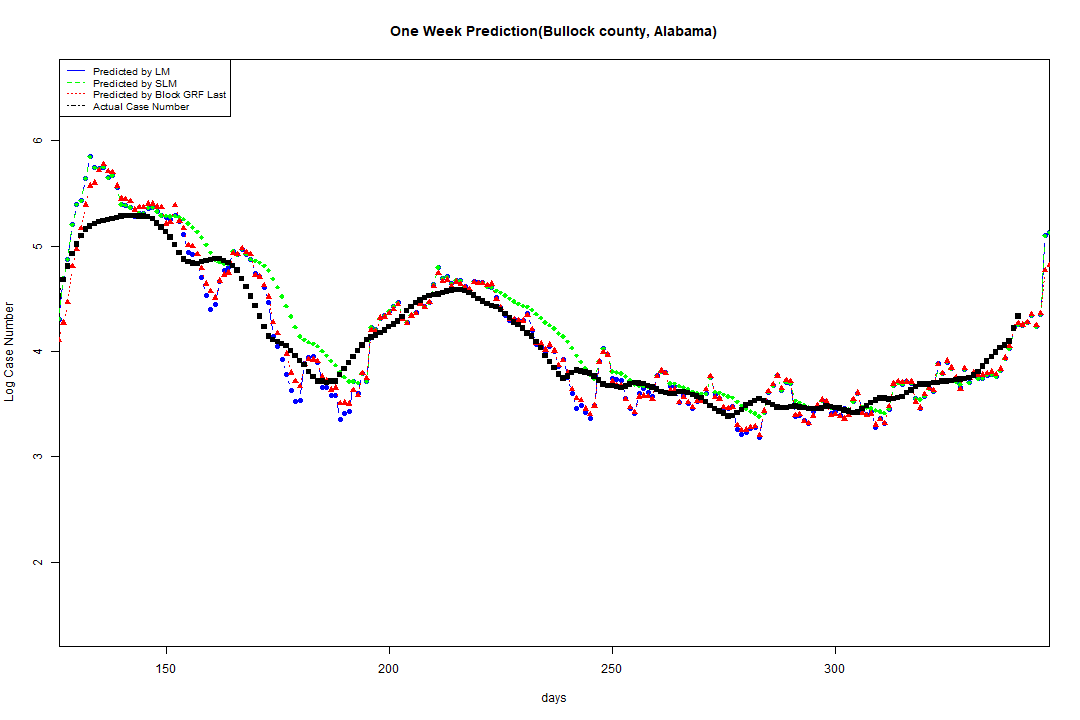 One Week Prediction(Bullock county, Alabama)
Predicted by LM
Predicted by SLM
Predicted by Block GRF Last
Actual Case Number
6
5
4
3
2
Log Case Number
150 200 250 300
days